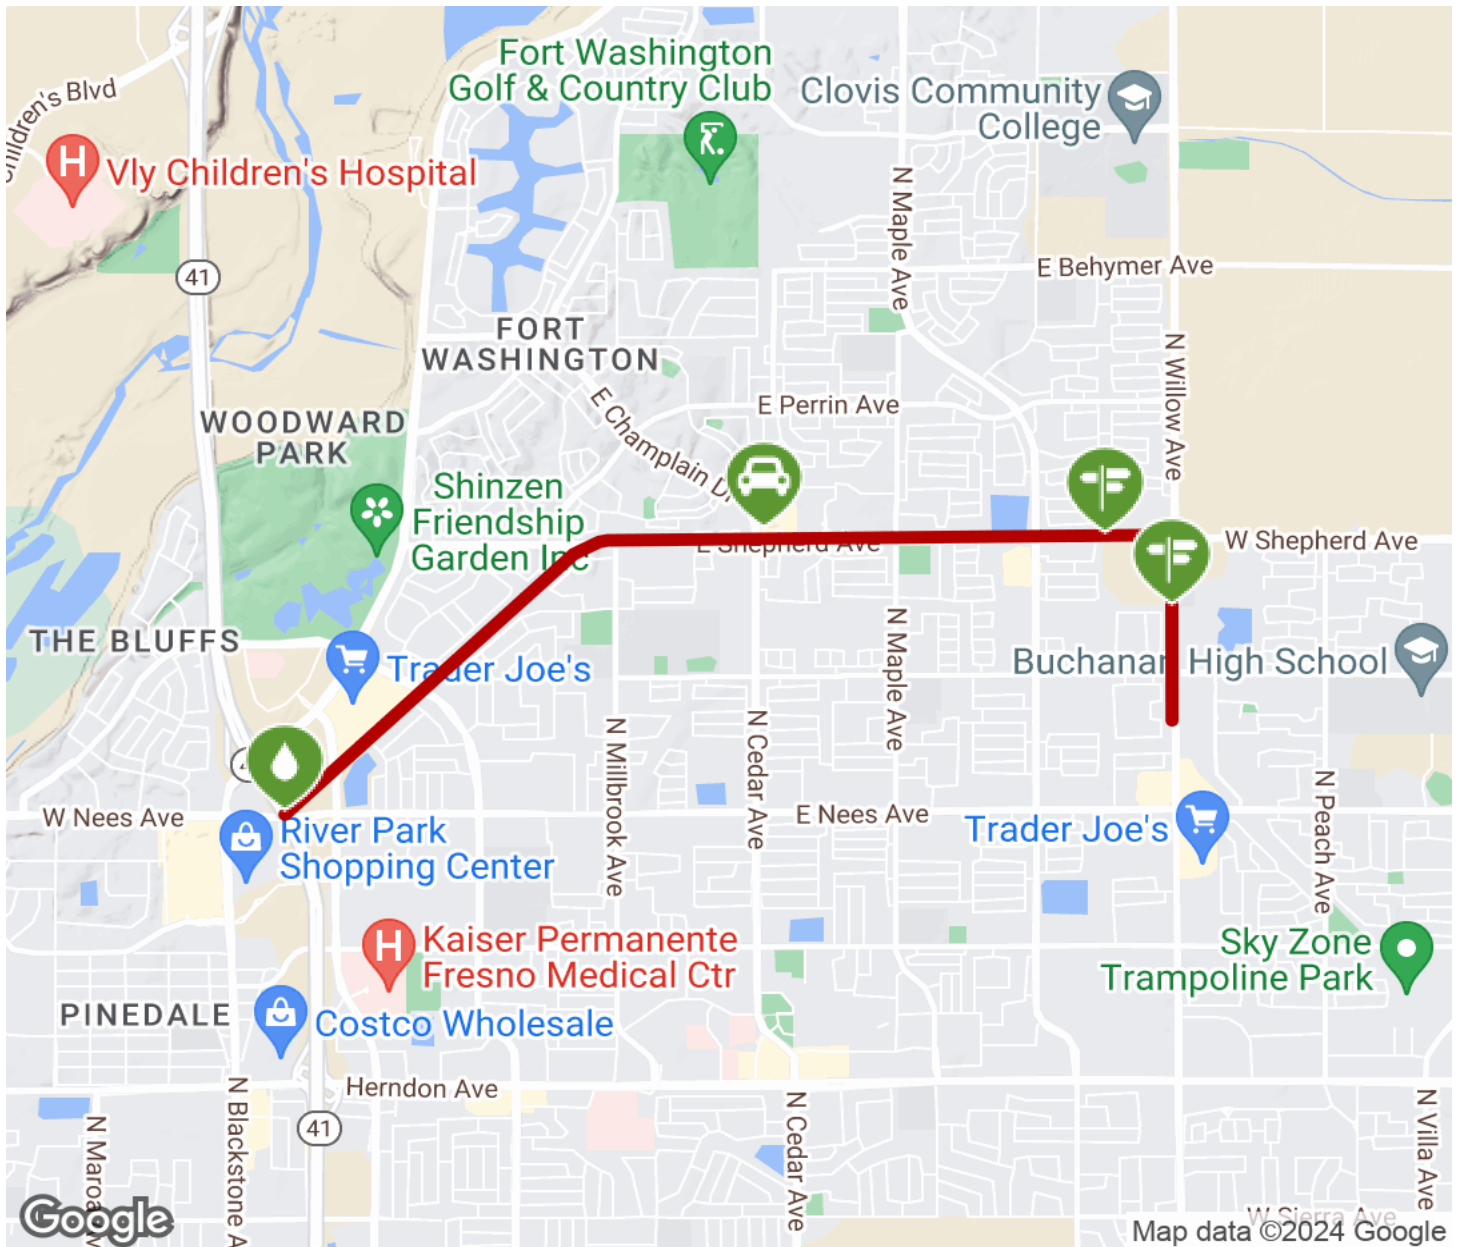 Fort Washington
Golf & Country Club
Clovis Community
College
Children's Blvd
Vly Children's Hospital
N Maple Ave
41
E Behymer Ave
FORT
WASHINGTON
N Willow Ave
E Perrin Ave
E Champlain Dr
WOODWARD
PARK
Shinzen
Friendship
Garden Inc
E Shepherd Ave
W Shepherd Ave
THE BLUFFS
Trader Joe's
Buchanan High School
N Maple Ave
N Millbrook Ave
N Cedar Ave
W Nees Ave
E Nees Ave
River Park
Shopping Center
Trader Joe's
N Peach Ave
Kaiser Permanente
Fresno Medical Ctr
Sky Zone
Trampoline Park
PINEDALE
Costco Wholesale
Herndon Ave
N Blackstone A
41
N Maroa
N Cedar Ave
N Villa Ave
W Sierra Ave
Google
Map data ©2024 Google